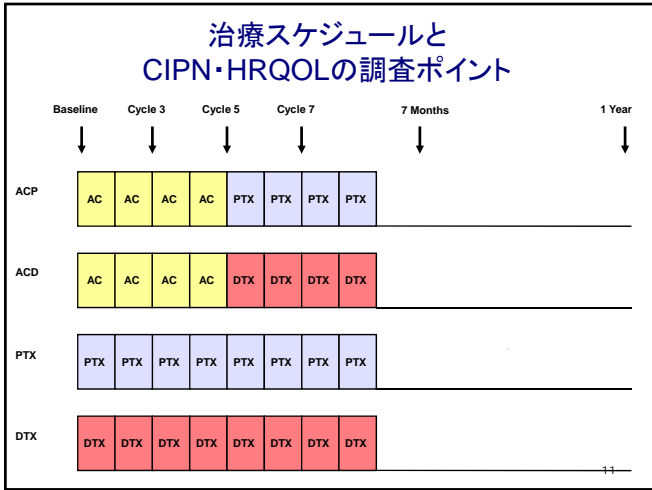 治療スケジュールと
CIPN・HRQOLの調査ポイント
Baseline Cycle 3 Cycle 5 Cycle 7 7 Months 1 Year
ACP AC AC AC AC PTX PTX PTX PTX
ACD AC AC AC AC DTX DTX DTX DTX
PTX PTX PTX PTX PTX PTX PTX PTX PTX
DTX DTX DTX DTX DTX DTX DTX DTX DTX
11